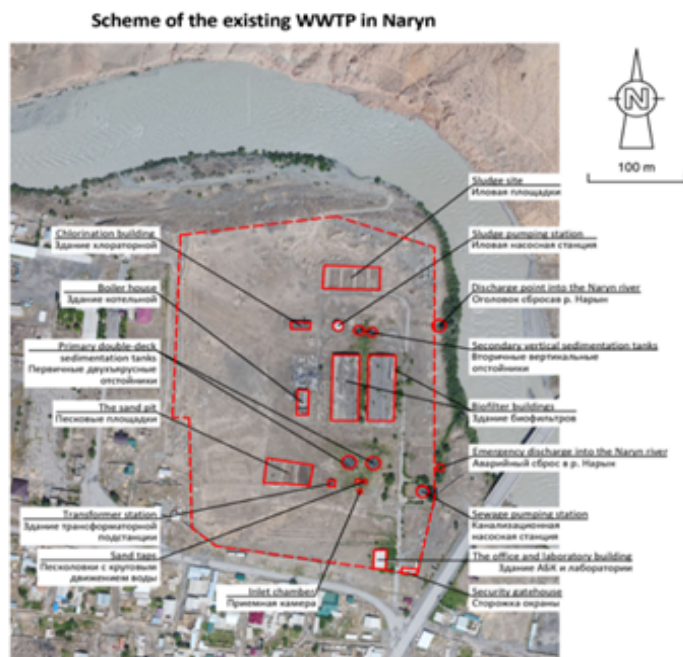 Scheme of the existing WWTP in Naryn
N
100 m
Sludge site
Иловая площадки
Chlorination building
Здание хлораторной
Sludge pumping station
Иловая насосная станция
Boiler house
Здание котельной
Discharge point into the Naryn river
Оголовок сбросав р. Нарын
Primary double-deck
sedimentation tanks
Первичные двухъярусные
отстойники
Secondary vertical sedimentation tanks
Вторичные вертикальные
отстойники
The sand pit
Песковые площадки
Biofilter buildings
Здание биофильтров
Emergency discharge into the Naryn river
Аварийный сброс в р. Нарын
Transformer station
Здание трансформаторной
подстанции
Sewage pumping station
Канализационная
насосная станция
Sand taps
Песколовки с круговым
движением воды
The office and laboratory building
Здание АБК и лаборатории
Inlet chamber
Приемная камера
Security gatehouse
Сторожка охраны